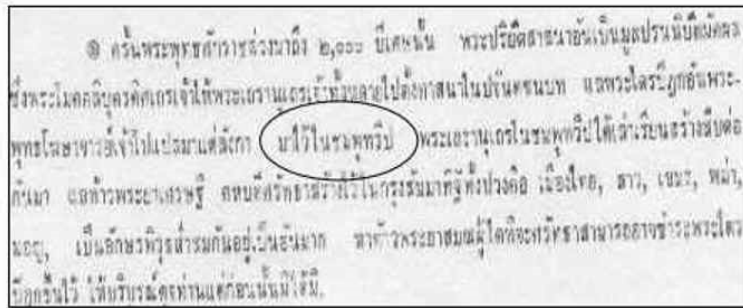 ๏ ครั้นพระพุทธศักราชล่วงมาถึง ๒,๐๐๐ ปีเศษนั้น พระปริยัติสาสนาอันเป็นมูลปรนนิบัติ
ซึ่งพระโมคคลีบุตรดิศเถรเจ้าให้พระเถรานุเถรเจ้าทั้งหลายไปตั้งศาสนาในปัจันตชนบท แลพระไตรปิฎกอันพระ-
พุทธโฆษาจารย์เจ้าไปแปลมาแต่ลังกา มาไว้ในชมพูทวีป พระเถรานุเถรในชมพูทวีปได้เล่าเรียนสร้างสืบต่อ
กันมา แลท้าวพระยาเศรษฐี คหบดีศรัทธาสร้างไว้ในกรุงสัมมาทิฐิทั้งปวงคือ เมืองไทย, ลาว, เขมร, พม่า,
มอญ, เป็นอักษรพิรุธส่ำรมกันอยู่เป็นอันมาก หาท้าวพระยาสมณผู้ใดที่จะศรัทธาสามารถอาจชำระพระไตร
ปิฎกขึ้นไว้ ให้บริบูรณ์ดุจท่านแต่ก่อนนั้นมิได้มี.